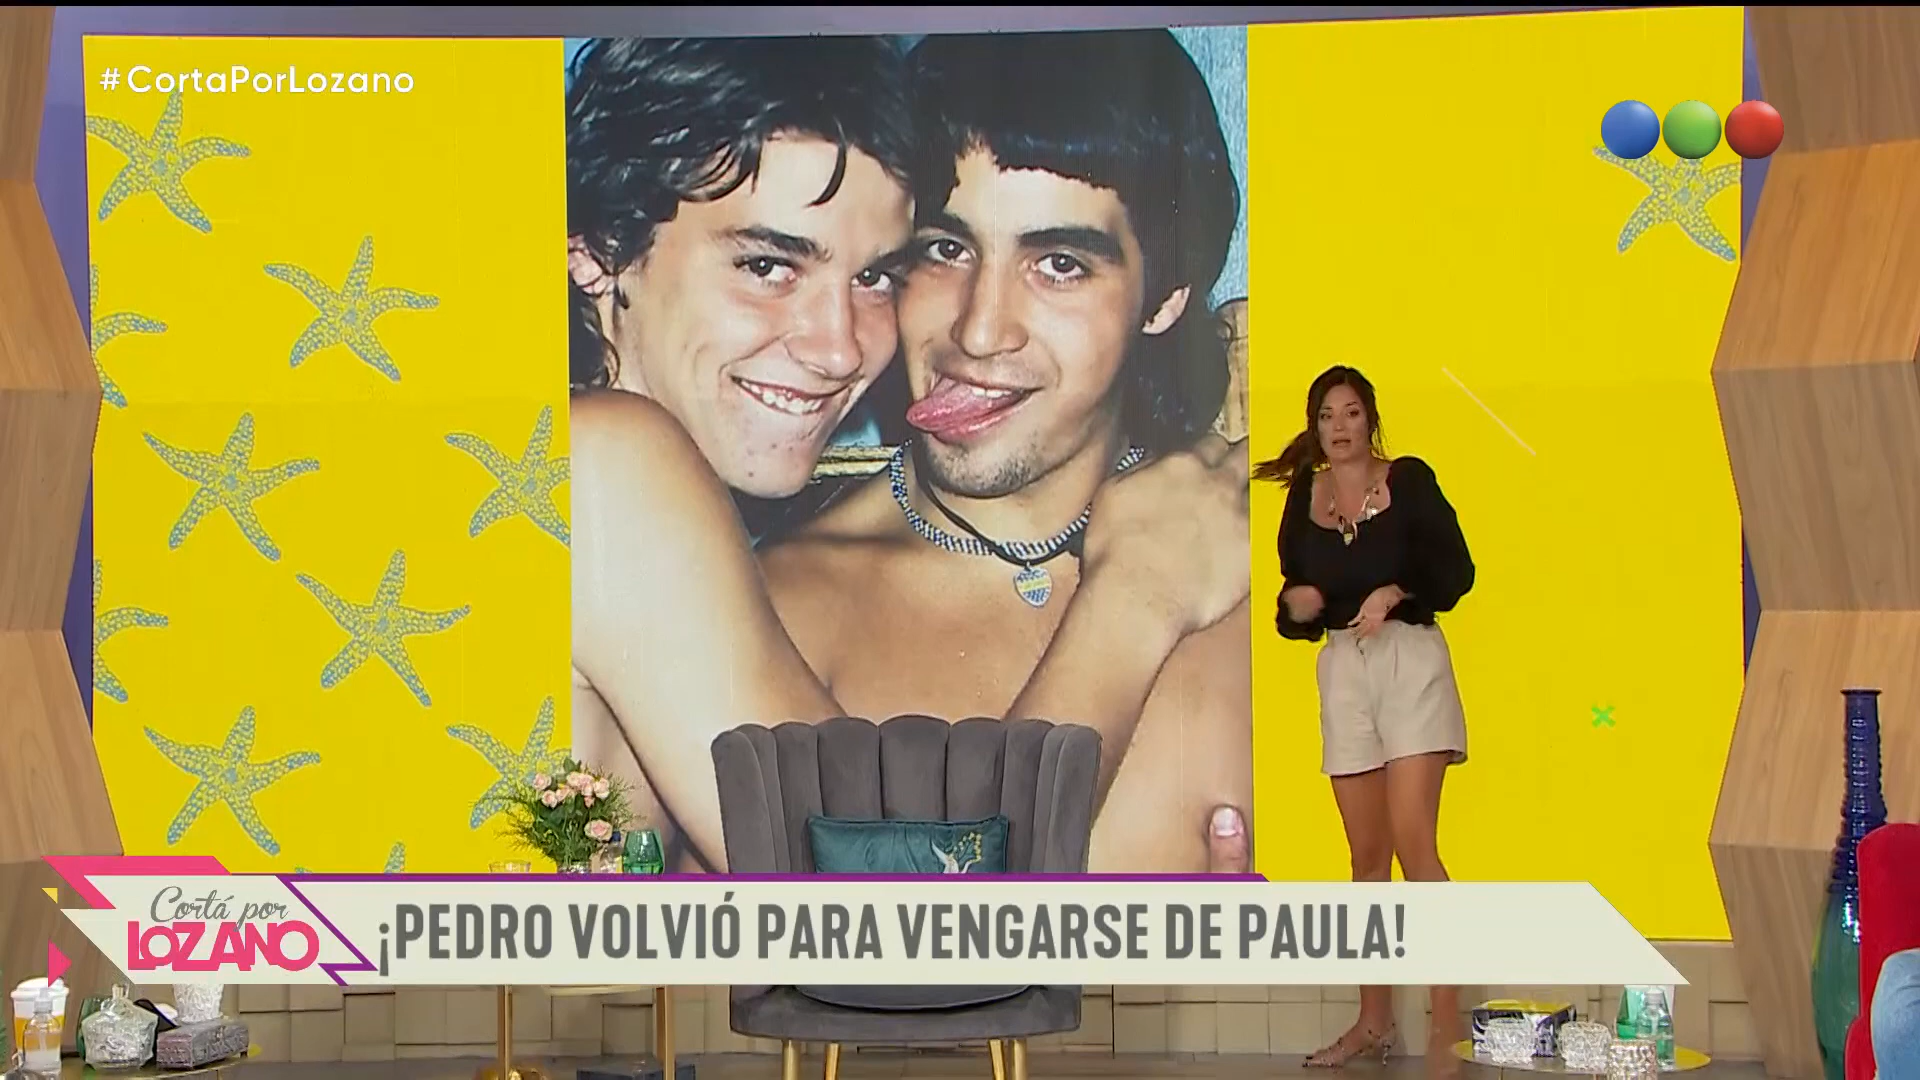 #CortaPorLozano
Cortá por
LOZANO
¡PEDRO VOLVIÓ PARA VENGARSE DE PAULA!